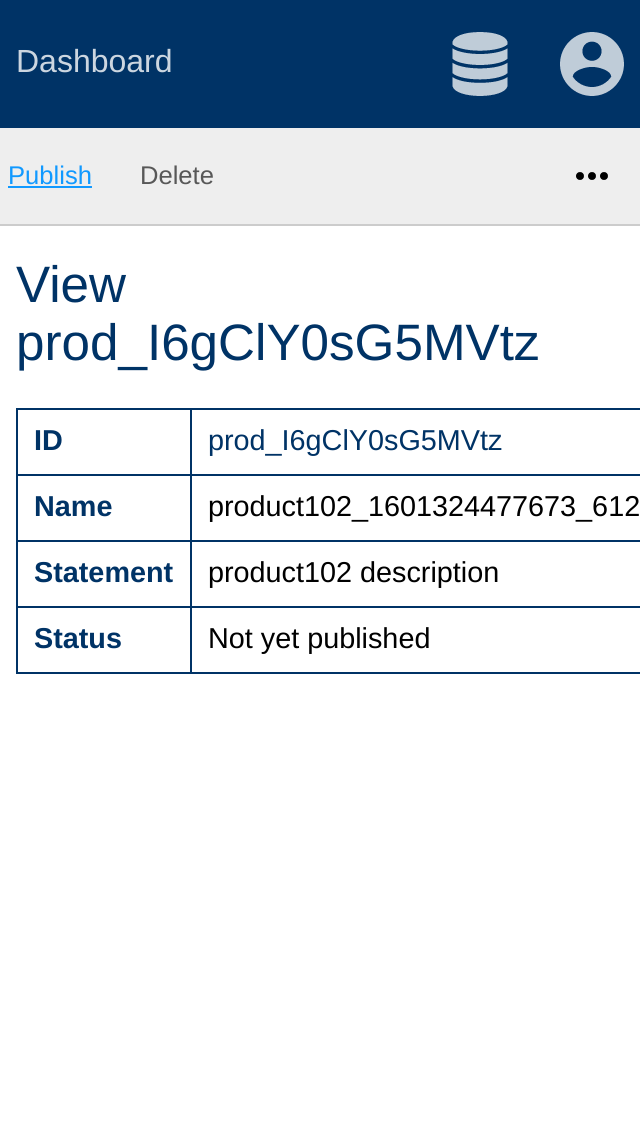 Dashboard
Publish Delete
View
prod_I6gClY0sG5MVtz
ID prod_I6gClY0sG5MVtz
Name product102_1601324477673_612
Statement product102 description
Status Not yet published